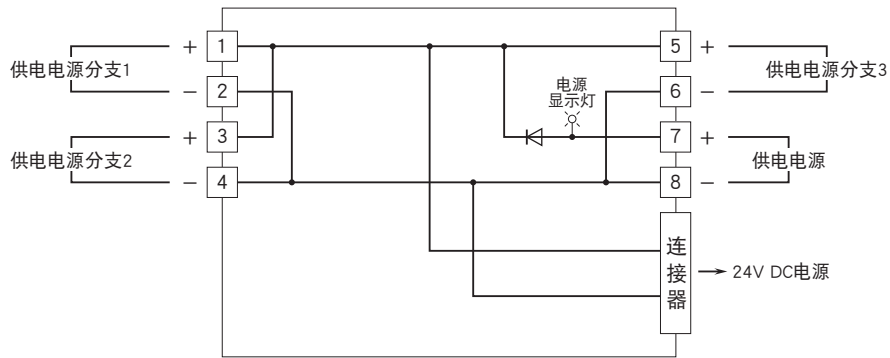 供电电源分支1
+ 1
− 2
供电电源分支2
+ 3
− 4
5 +
6 −
供电电源分支3
电源
显示灯
7 +
8 −
供电电源
连接器
24V DC电源